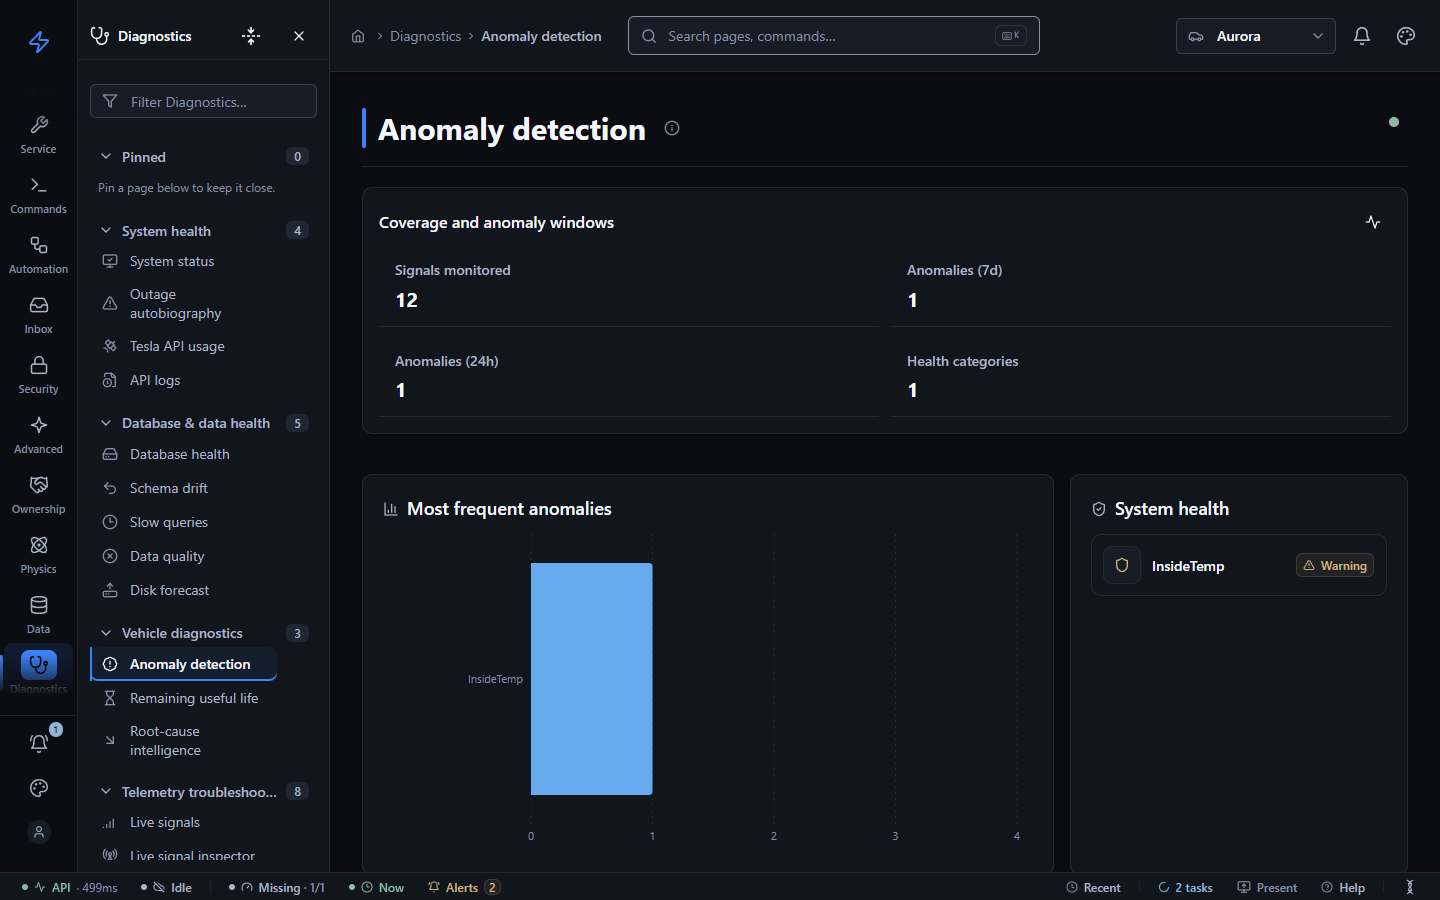 Diagnostics
Diagnostics
Anomaly detection
Search pages, commands...
K
Aurora
Service
Commands
Automation
Inbox
Security
Advanced
Ownership
Physics
Data
Diagnostics
1
Filter Diagnostics...
Pinned
0
Pin a page below to keep it close.
System health
4
System status
Outage
autobiography
Tesla API usage
API logs
Database & data health
5
Database health
Schema drift
Slow queries
Data quality
Disk forecast
Vehicle diagnostics
3
Anomaly detection
Remaining useful life
Root-cause
intelligence
Telemetry troubleshoo...
8
Live signals
Live signal inspector
Anomaly detection
Coverage and anomaly windows
Signals monitored
12
Anomalies (7d)
1
Anomalies (24h)
1
Health categories
1
Most frequent anomalies
InsideTemp
0
1
2
3
4
System health
InsideTemp
Warning
API · 499ms
Idle
Missing · 1/1
Now
Alerts 2
Recent
2 tasks
Present
Help